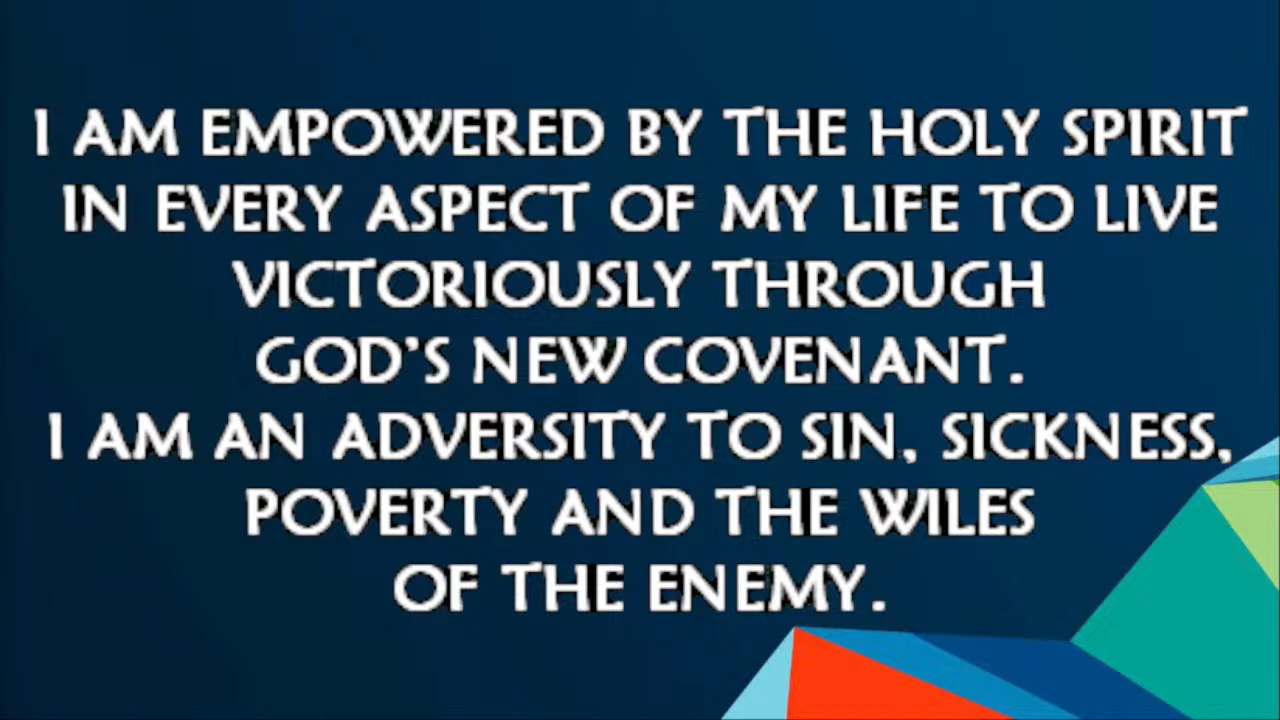 I AM EMPOWERED BY THE HOLY SPIRIT
IN EVERY ASPECT OF MY LIFE TO LIVE
VICTORIOUSLY THROUGH
GOD'S NEW COVENANT.
I AM AN ADVERSITY TO SIN, SICKNESS,
POVERTY AND THE WILES
OF THE ENEMY.